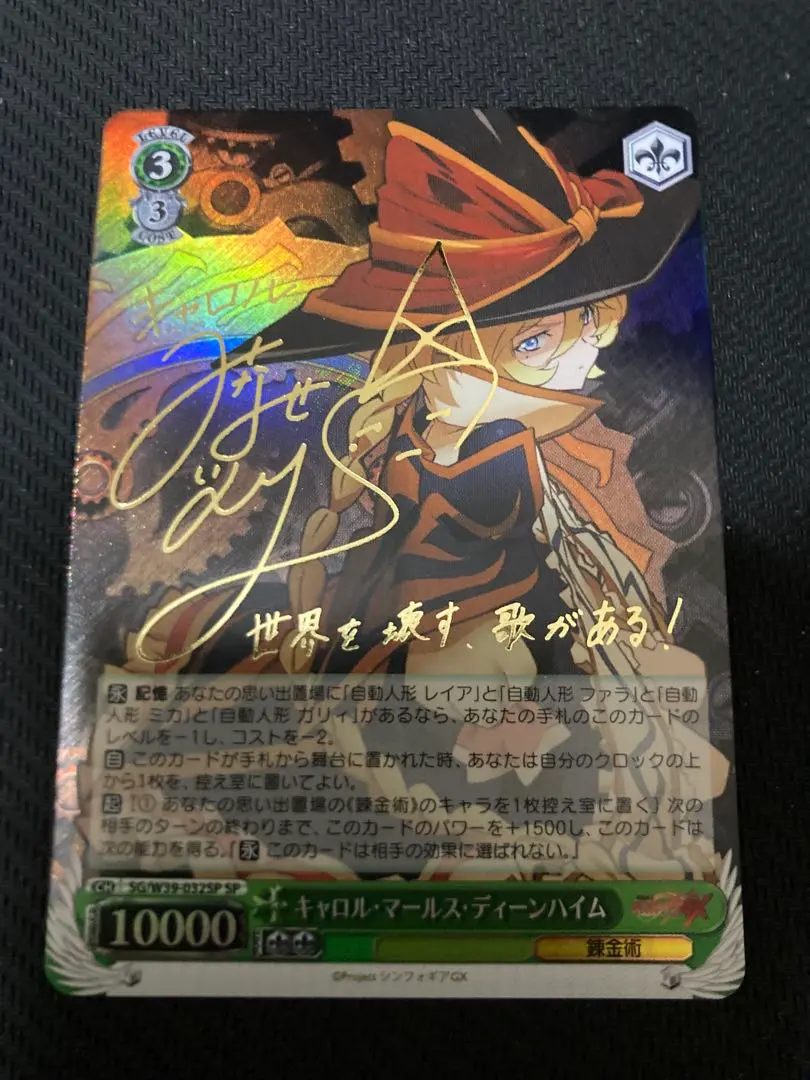 LEVEL
3
3
COST
キャロル
世界を壊す、歌がある!
永 記憶 あなたの思い出置場に「自動人形 レイア」と「自動人形 ファラ」と「自動
人形 ミカ」と「自動人形 ガリィ」があるなら、あなたの手札のこのカードの
レベルを－1し、コストを－2。
自 このカードが手札から舞台に置かれた時、あなたは自分のクロックの上
から1枚を、控え室に置いてよい。
起 [① あなたの思い出置場の《錬金術》のキャラを1枚控え室に置く] 次の
相手のターンの終わりまで、このカードのパワーを＋1500し、このカードは
次の能力を得る。『永 このカードは相手の効果に選ばれない。』
CH SG/W39-032SP SP
10000
キャロル・マールス・ディーンハイム
錬金術
©Project シンフォギアGX